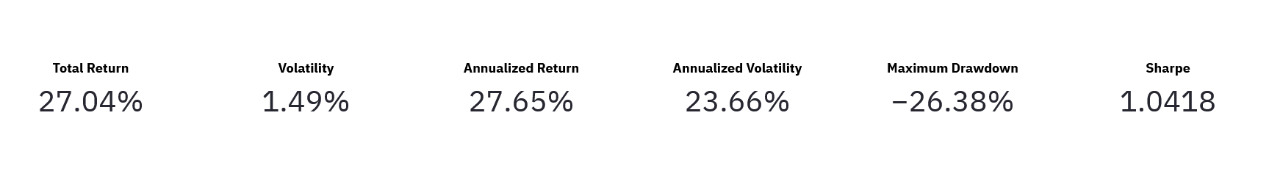 Total Return
27.04%
Volatility
1.49%
Annualized Return
27.65%
Annualized Volatility
23.66%
Maximum Drawdown
−26.38%
Sharpe
1.0418